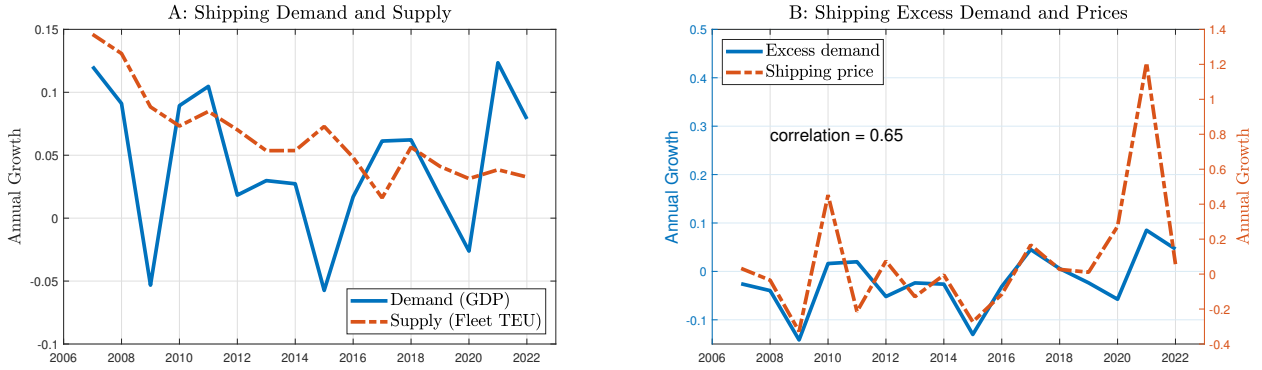 A: Shipping Demand and Supply
Annual Growth
0.15
0.1
0.05
0
-0.05
-0.1
2006 2008 2010 2012 2014 2016 2018 2020 2022
Demand (GDP)
Supply (Fleet TEU)
B: Shipping Excess Demand and Prices
Annual Growth
0.5
0.4
0.3
0.2
0.1
0
-0.1
Excess demand
Shipping price
correlation = 0.65
2006 2008 2010 2012 2014 2016 2018 2020 2022
1.4
1.2
1
0.8
0.6
0.4
0.2
0
-0.2
-0.4
Annual Growth